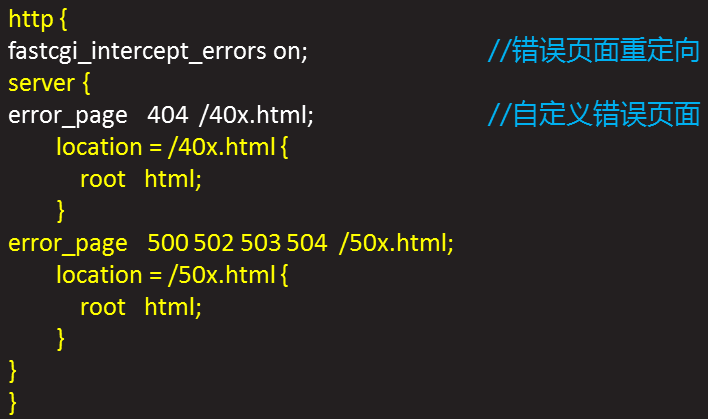 http {
fastcgi_intercept_errors on; //错误页面重定向
server {
error_page 404 /40x.html; //自定义错误页面
location = /40x.html {
root html;
}
error_page 500 502 503 504 /50x.html;
location = /50x.html {
root html;
}
}
}